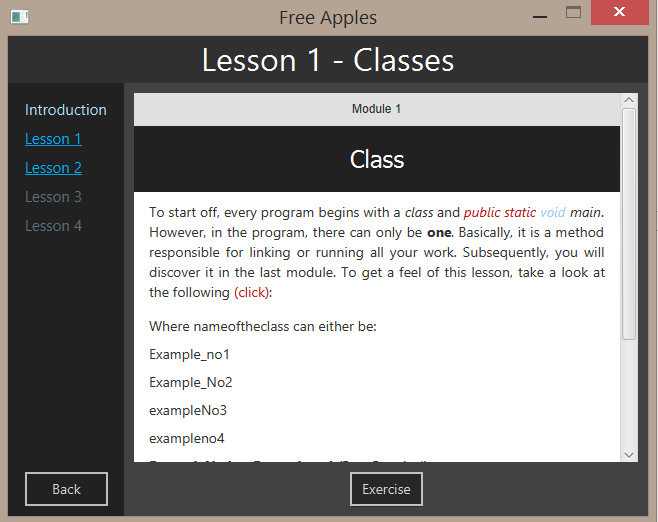 Free Apples
Lesson 1 - Classes
Introduction
Lesson 1
Lesson 2
Lesson 3
Lesson 4
Back
Module 1
Class
To start off, every program begins with a class and public static void main.
However, in the program, there can only be one. Basically, it is a method
responsible for linking or running all your work. Subsequently, you will
discover it in the last module. To get a feel of this lesson, take a look at
the following (click):
Where nameoftheclass can either be:
Example_no1
Example_No2
exampleNo3
exampleno4
Exercise